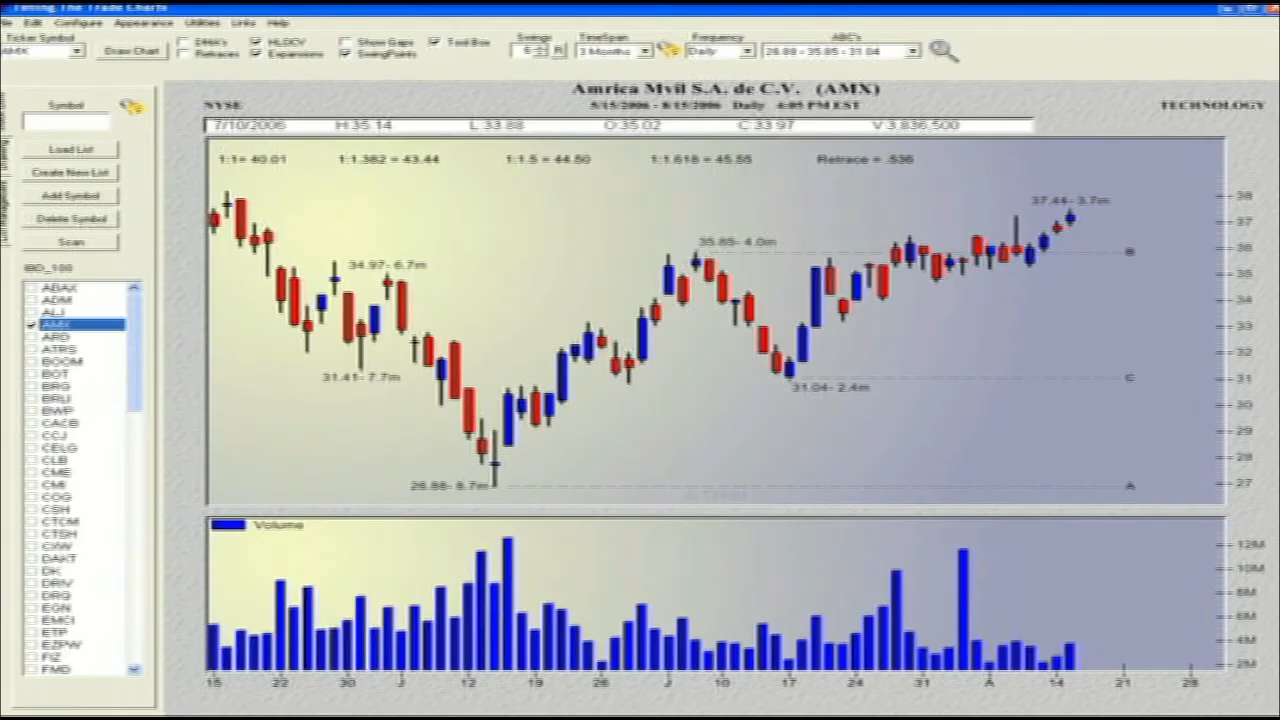 Timing The Trade Charts
Edit Configure Appearance Utilities Links Help
Ticker Symbol
AMX
Draw Chart
DMA's
Retraces
HLOCV
Expansions
Show Gaps
SwingPoints
Tool Box
Swings
6
R
TimeSpan
3 Months
Frequency
Daily
ABC's
26.88 - 35.85 - 31.04
Symbol
Load List
Create New List
Add Symbol
Delete Symbol
Scan
IBD_100
ABAX
ADM
ALJ
AMX
ARD
ATRS
BOOM
BOT
BRG
BRLI
BWP
CACB
CCJ
CELG
CLB
CME
CMI
COG
CSH
CTCM
CTSH
CXW
DAKT
DK
DRIV
DRQ
EGN
EMCI
ETP
EZPW
FIZ
FMD
Amrica Mvil S.A. de C.V. (AMX)
NYSE
5/15/2006 - 8/15/2006 Daily 4:05 PM EST
TECHNOLOGY
7/10/2006 H:35.14 L:33.88 O:35.02 C:33.97 V:3,836,500
1:1= 40.01 1:1.382 = 43.44 1:1.5 = 44.50 1:1.618 = 45.55 Retrace = .536
37.44- 3.7m
35.85- 4.0m
34.97- 6.7m
31.41- 7.7m
31.04- 2.4m
26.88- 8.7m
B
C
A
38
37
36
35
34
33
32
31
30
29
28
27
Volume
12M
10M
8M
6M
4M
2M
15 22 30 J 12 19 26 J 10 17 24 31 A 14 21 28